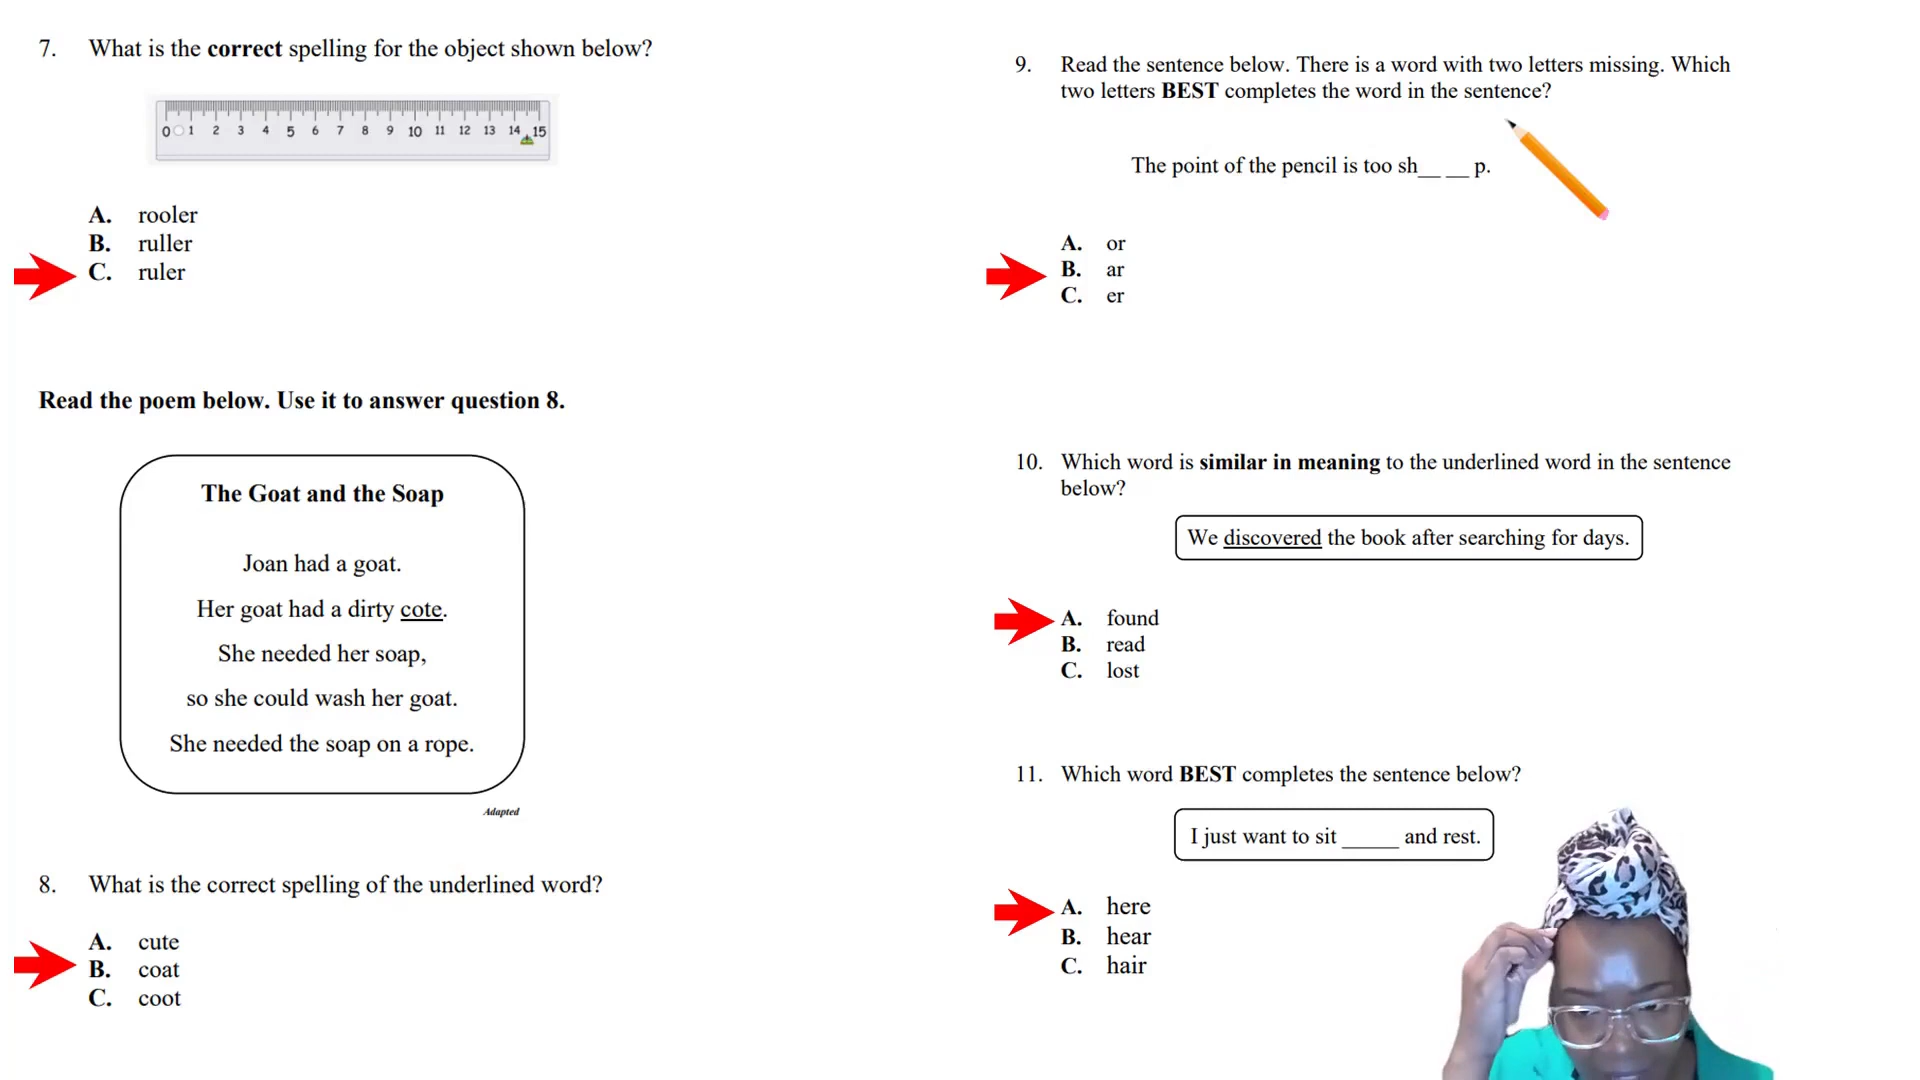 7. What is the correct spelling for the object shown below?
0 1 2 3 4 5 6 7 8 9 10 11 12 13 14 15
A. rooler
B. ruller
C. ruler
Read the poem below. Use it to answer question 8.
The Goat and the Soap
Joan had a goat.
Her goat had a dirty cote.
She needed her soap,
so she could wash her goat.
She needed the soap on a rope.
Adapted
8. What is the correct spelling of the underlined word?
A. cute
B. coat
C. coot
9. Read the sentence below. There is a word with two letters missing. Which
two letters BEST completes the word in the sentence?
The point of the pencil is too sh__ __ p.
A. or
B. ar
C. er
10. Which word is similar in meaning to the underlined word in the sentence
below?
We discovered the book after searching for days.
A. found
B. read
C. lost
11. Which word BEST completes the sentence below?
I just want to sit _____ and rest.
A. here
B. hear
C. hair